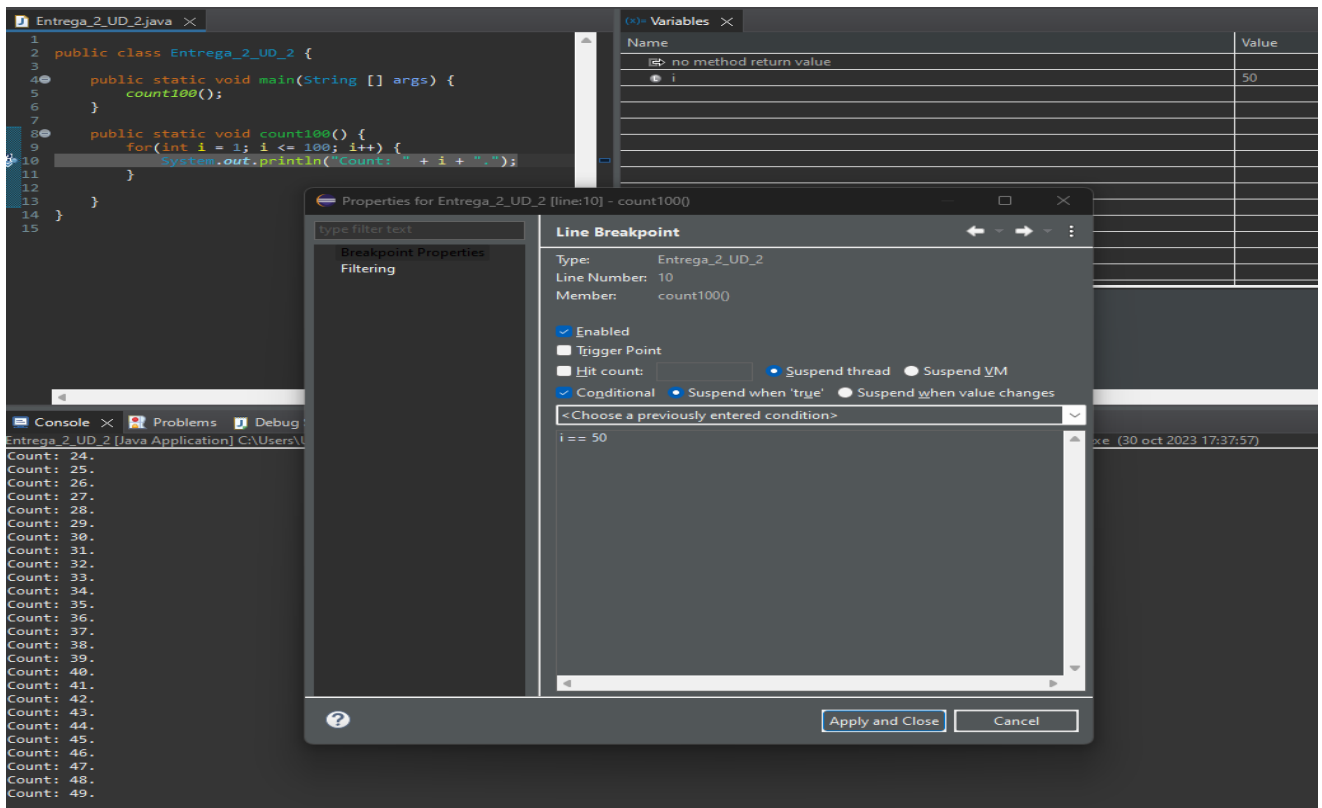 Entrega_2_UD_2.java
1
2 public class Entrega_2_UD_2 {
3
4 public static void main(String [] args) {
5 count100();
6 }
7
8 public static void count100() {
9 for(int i = 1; i <= 100; i++) {
10 System.out.println("Count: " + i + ".");
11 }
12
13 }
14 }
15
(x)= Variables
Name Value
no method return value
i 50
Properties for Entrega_2_UD_2 [line:10] - count100()
type filter text
Breakpoint Properties
Filtering
Line Breakpoint
Type: Entrega_2_UD_2
Line Number: 10
Member: count100()
Enabled
Trigger Point
Hit count: Suspend thread Suspend VM
Conditional Suspend when 'true' Suspend when value changes
<Choose a previously entered condition>
i == 50
Apply and Close Cancel
Console Problems Debug
Entrega_2_UD_2 [Java Application] C:\Users\ xe (30 oct 2023 17:37:57)
Count: 24.
Count: 25.
Count: 26.
Count: 27.
Count: 28.
Count: 29.
Count: 30.
Count: 31.
Count: 32.
Count: 33.
Count: 34.
Count: 35.
Count: 36.
Count: 37.
Count: 38.
Count: 39.
Count: 40.
Count: 41.
Count: 42.
Count: 43.
Count: 44.
Count: 45.
Count: 46.
Count: 47.
Count: 48.
Count: 49.